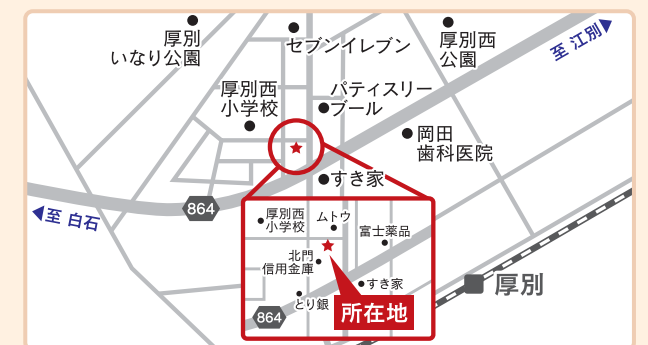 厚別
いなり公園
セブンイレブン
厚別西
公園
至 江別
厚別西
小学校
パティスリー
ブール
岡田
歯科医院
すき家
864
至 白石
厚別西
小学校
ムトウ
富士薬品
北門
信用金庫
すき家
とり銀
所在地
864
厚別